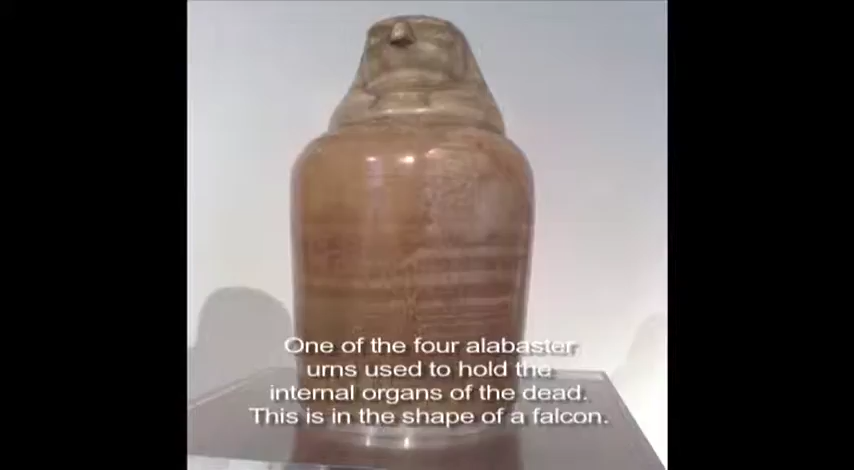 One of the four alabaster
urns used to hold the
internal organs of the dead.
This is in the shape of a falcon.